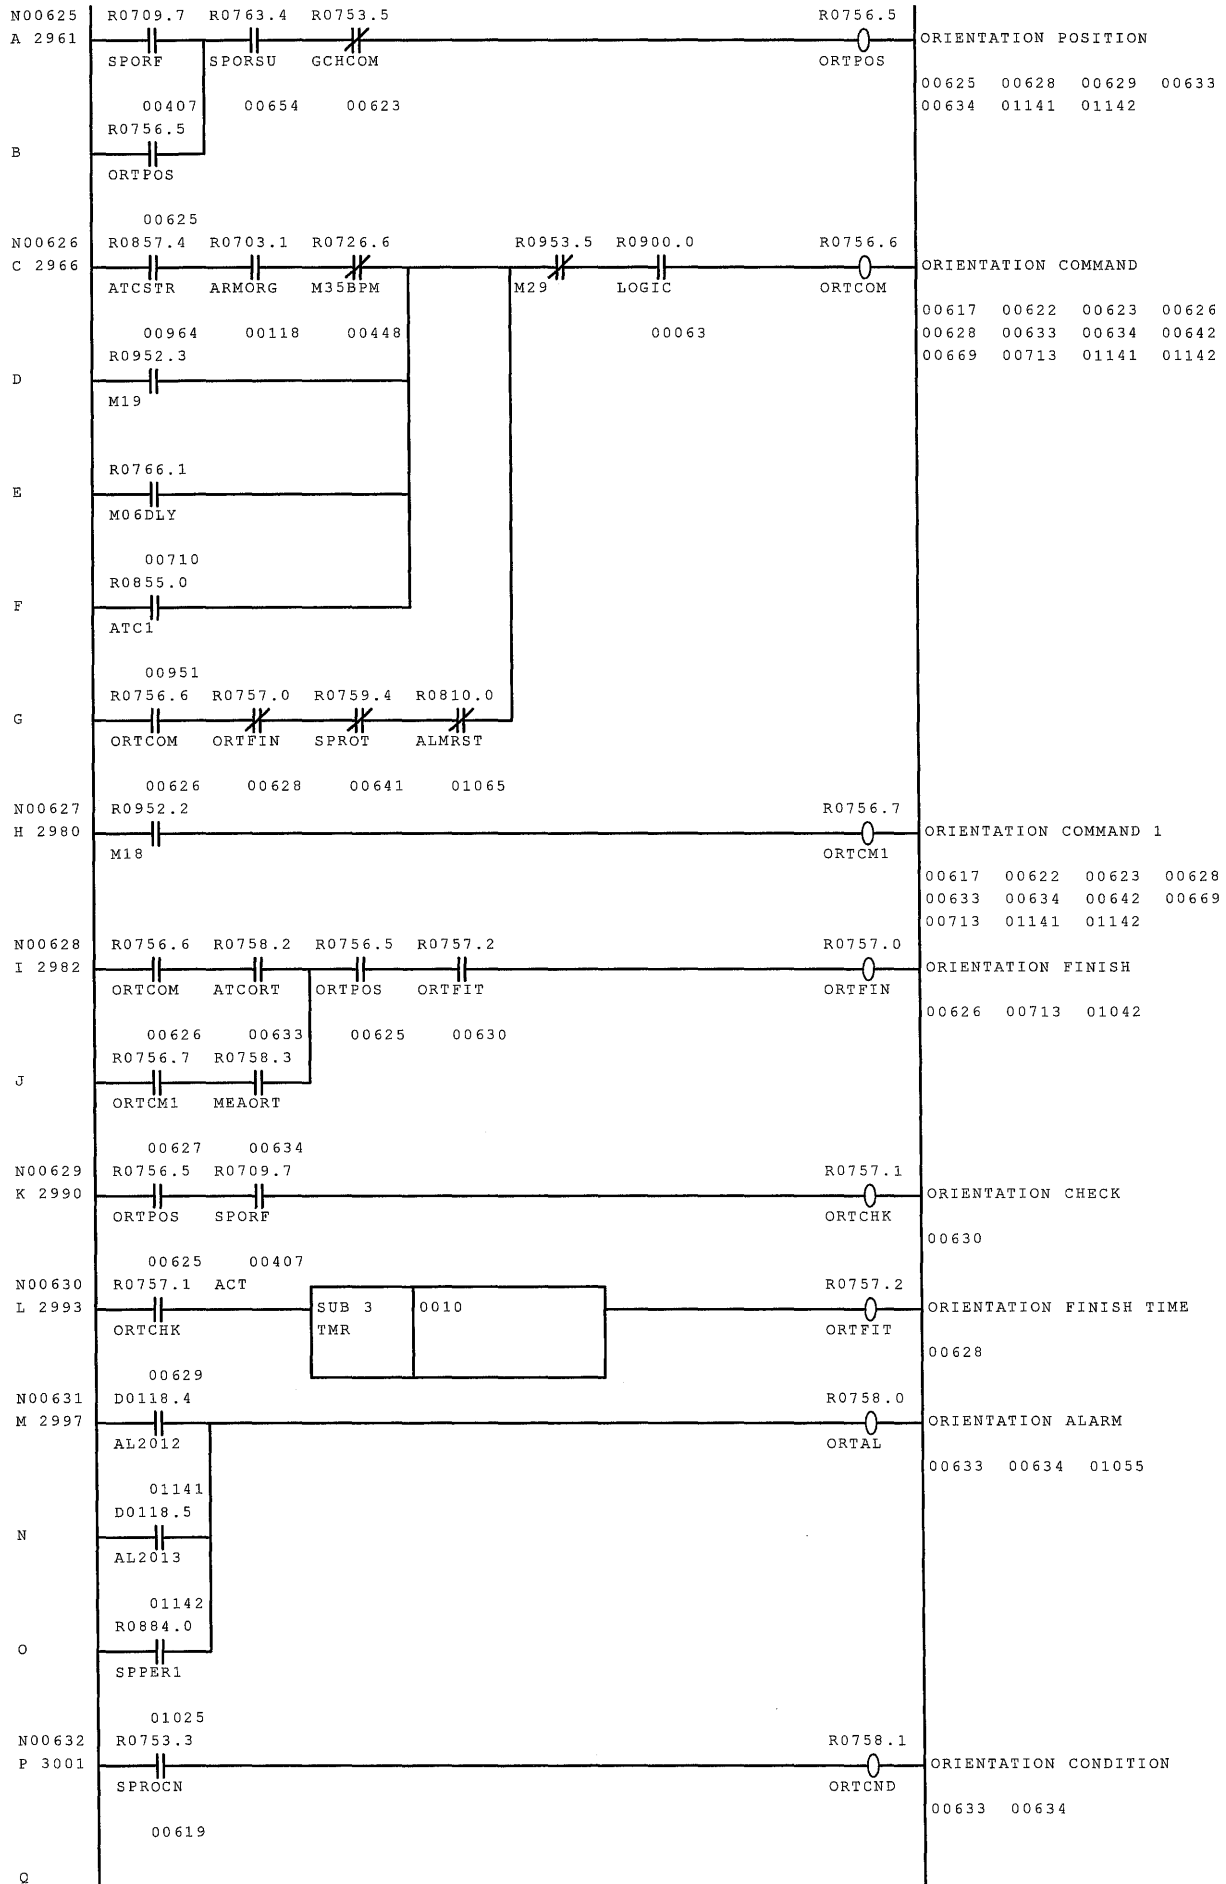 N00625 R0709.7 R0763.4 R0753.5 R0756.5
A 2961 ORIENTATION POSITION
SPORF SPORSU GCHCOM ORTPOS
00625 00628 00629 00633
00407 00654 00623 00634 01141 01142
R0756.5
B
ORTPOS
00625
N00626 R0857.4 R0703.1 R0726.6 R0953.5 R0900.0 R0756.6
C 2966 ORIENTATION COMMAND
ATCSTR ARMORG M35BPM M29 LOGIC ORTCOM
00617 00622 00623 00626
00964 00118 00448 00063 00628 00633 00634 00642
R0952.3 00669 00713 01141 01142
D
M19
R0766.1
E
M06DLY
00710
R0855.0
F
ATC1
00951
R0756.6 R0757.0 R0759.4 R0810.0
G
ORTCOM ORTFIN SPROT ALMRST
00626 00628 00641 01065
N00627 R0952.2 R0756.7
H 2980 ORIENTATION COMMAND 1
M18 ORTCM1
00617 00622 00623 00628
00633 00634 00642 00669
00713 01141 01142
N00628 R0756.6 R0758.2 R0756.5 R0757.2 R0757.0
I 2982 ORIENTATION FINISH
ORTCOM ATCORT ORTPOS ORTFIT ORTFIN
00626 00713 01042
00626 00633 00625 00630
R0756.7 R0758.3
J
ORTCM1 MEAORT
00627 00634
N00629 R0756.5 R0709.7 R0757.1
K 2990 ORIENTATION CHECK
ORTPOS SPORF ORTCHK
00630
00625 00407
N00630 R0757.1 ACT R0757.2
L 2993 SUB 3 0010 ORIENTATION FINISH TIME
ORTCHK TMR ORTFIT
00628
00629
N00631 D0118.4 R0758.0
M 2997 ORIENTATION ALARM
AL2012 ORTAL
00633 00634 01055
01141
D0118.5
N
AL2013
01142
R0884.0
O
SPPER1
01025
N00632 R0753.3 R0758.1
P 3001 ORIENTATION CONDITION
SPROCN ORTCND
00633 00634
00619
Q